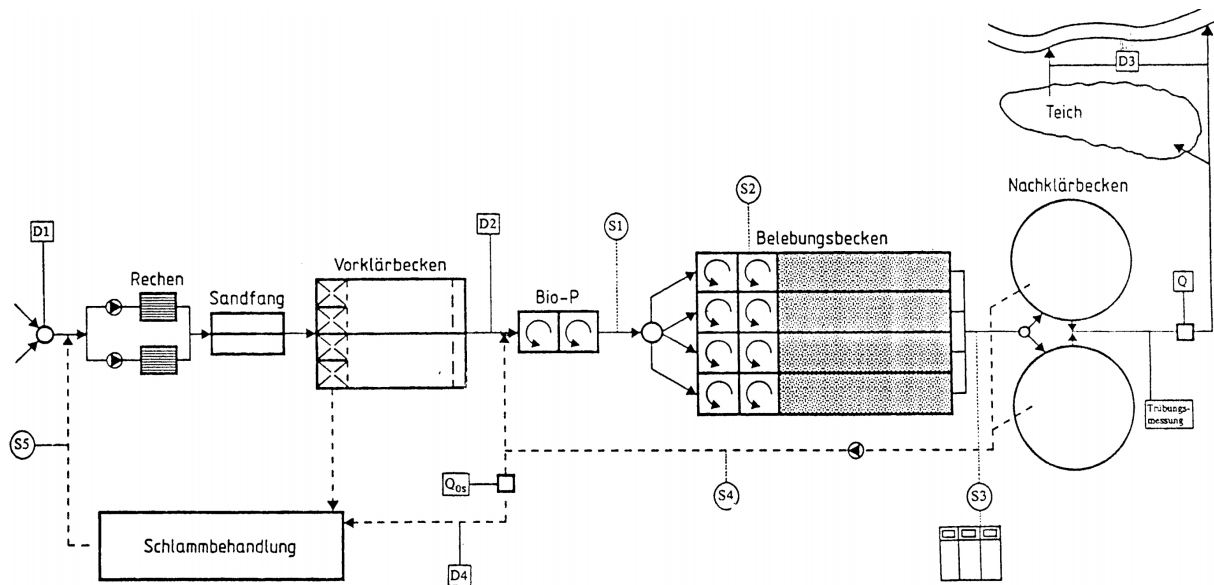 D3
Teich
Nachklärbecken
S2
D1
D2
S1
Belebungsbecken
Vorklärbecken
Rechen
Q
Sandfang
Bio-P
Trübungs-
messung
S5
Q0s
S4
S3
Schlammbehandlung
D4